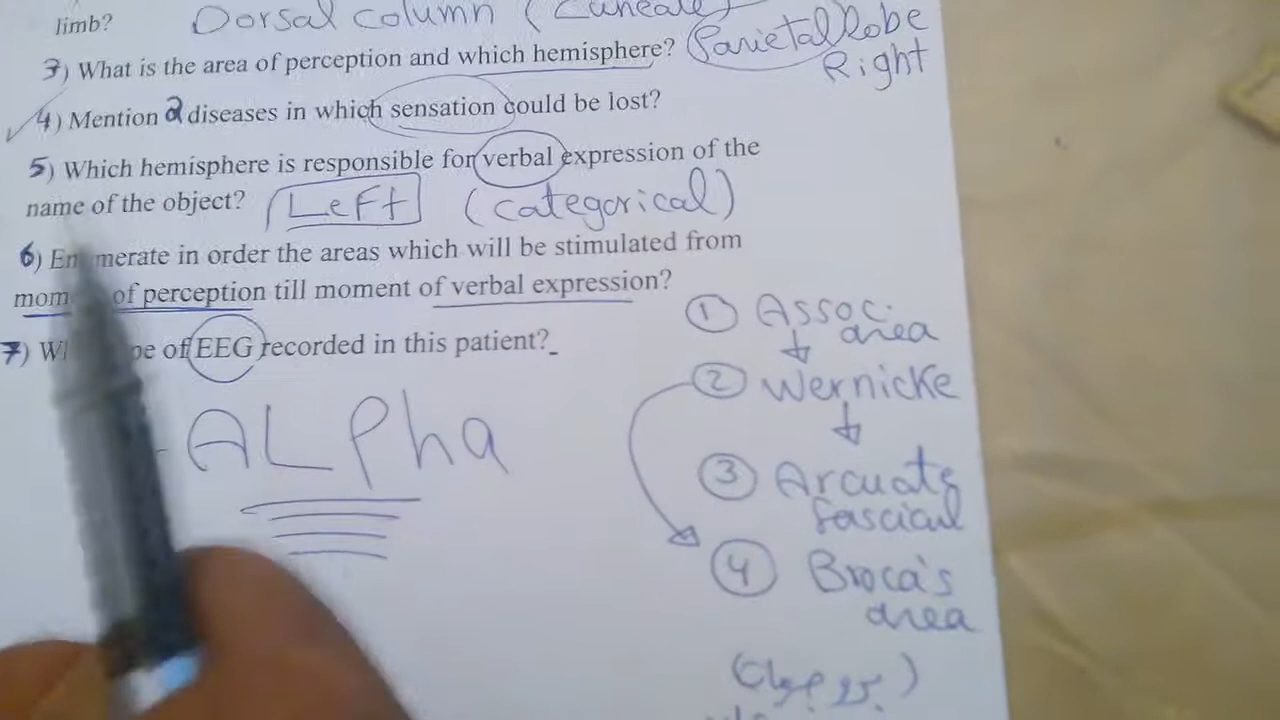 limb? Dorsal column (Cuneate)
3) What is the area of perception and which hemisphere? (Parietal Lobe
Right
4) Mention 2 diseases in which sensation could be lost?
5) Which hemisphere is responsible for verbal expression of the
name of the object? Left (categorical)
6) Enumerate in order the areas which will be stimulated from
of perception till moment of verbal expression?
7) of EEG recorded in this patient?
ALPha
1 Assoc.
area
2 Wernicke
3 Arcuate
4 Broca's
area